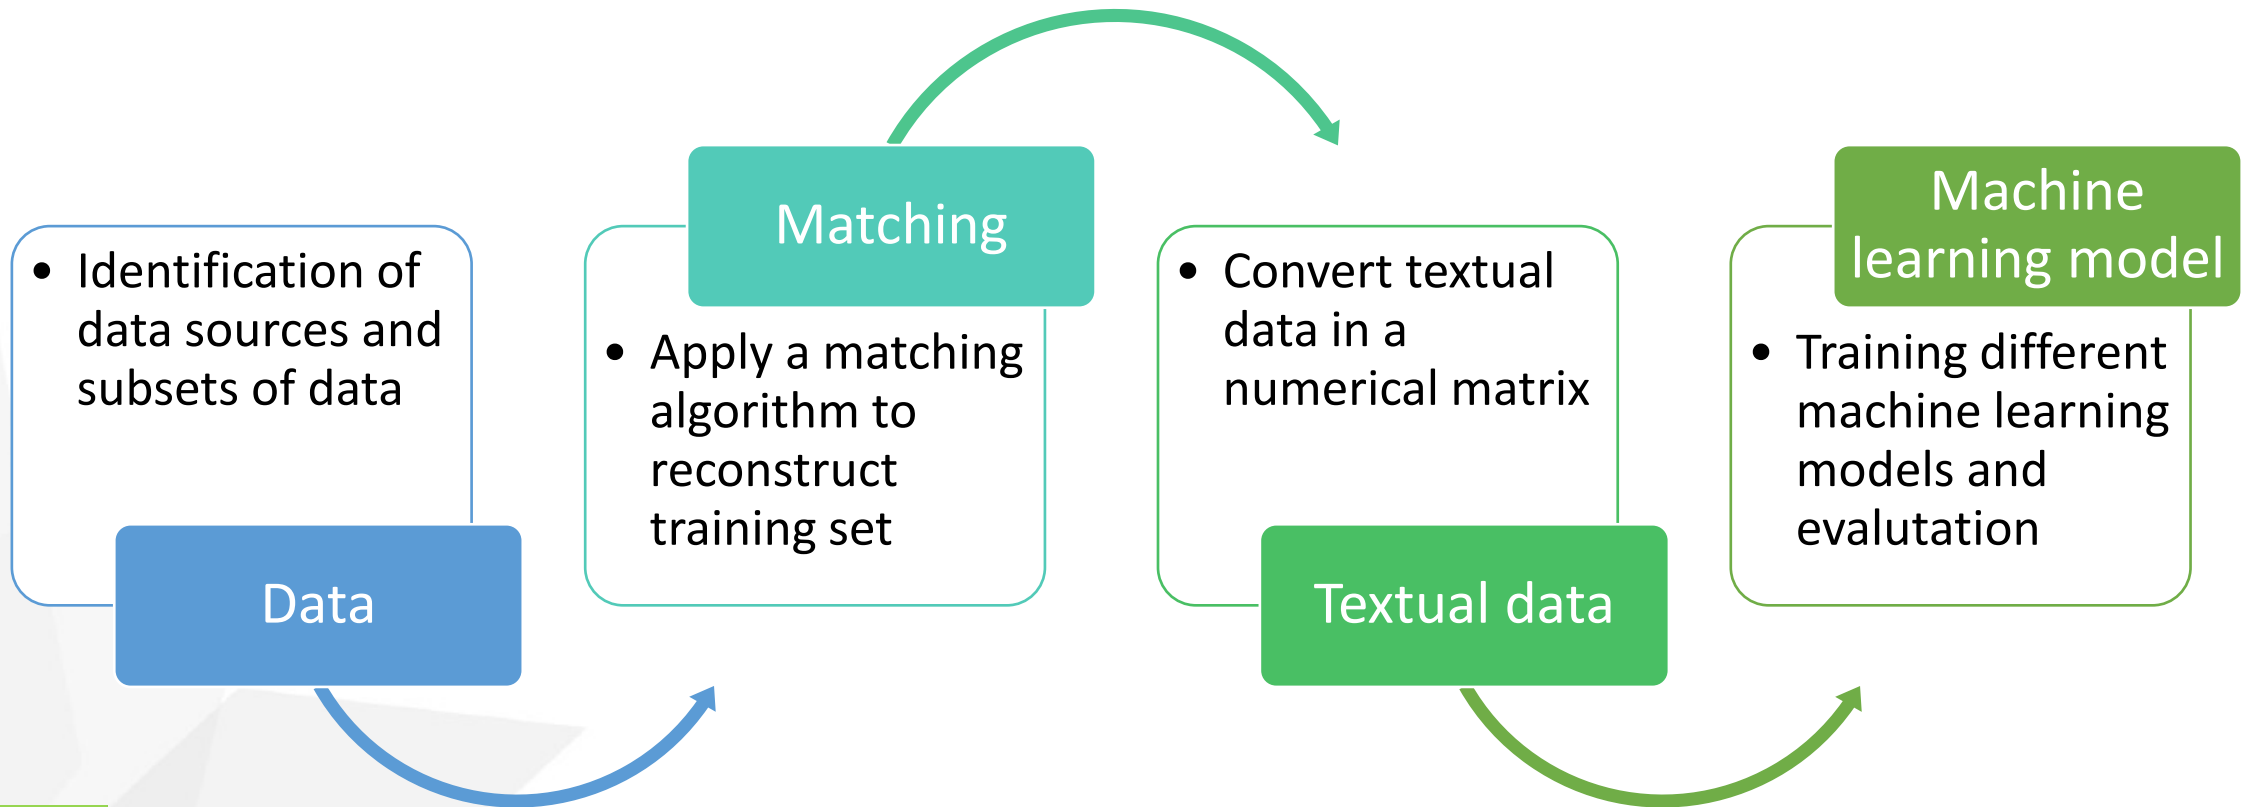 • Identification of
data sources and
subsets of data
Data
Matching
• Apply a matching
algorithm to
reconstruct
training set
• Convert textual
data in a
numerical matrix
Textual data
Machine
learning model
• Training different
machine learning
models and
evalutation